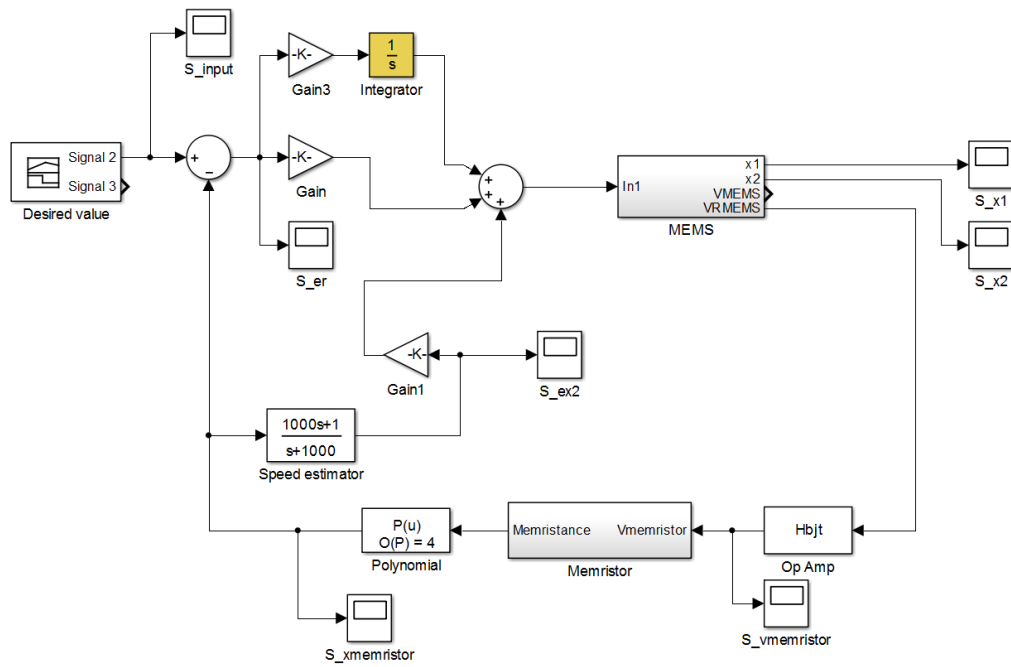 S_input
-K-
Gain3
1
s
Integrator
Signal 2
Signal 3
Desired value
+
−
-K-
Gain
S_er
+
+
+
In1
x1
x2
VMEMS
VRMEMS
MEMS
S_x1
S_x2
-K-
Gain1
S_ex2
1000s+1
s+1000
Speed estimator
P(u)
O(P) = 4
Polynomial
Memristance
Vmemristor
Memristor
Hbjt
Op Amp
S_xmemristor
S_vmemristor